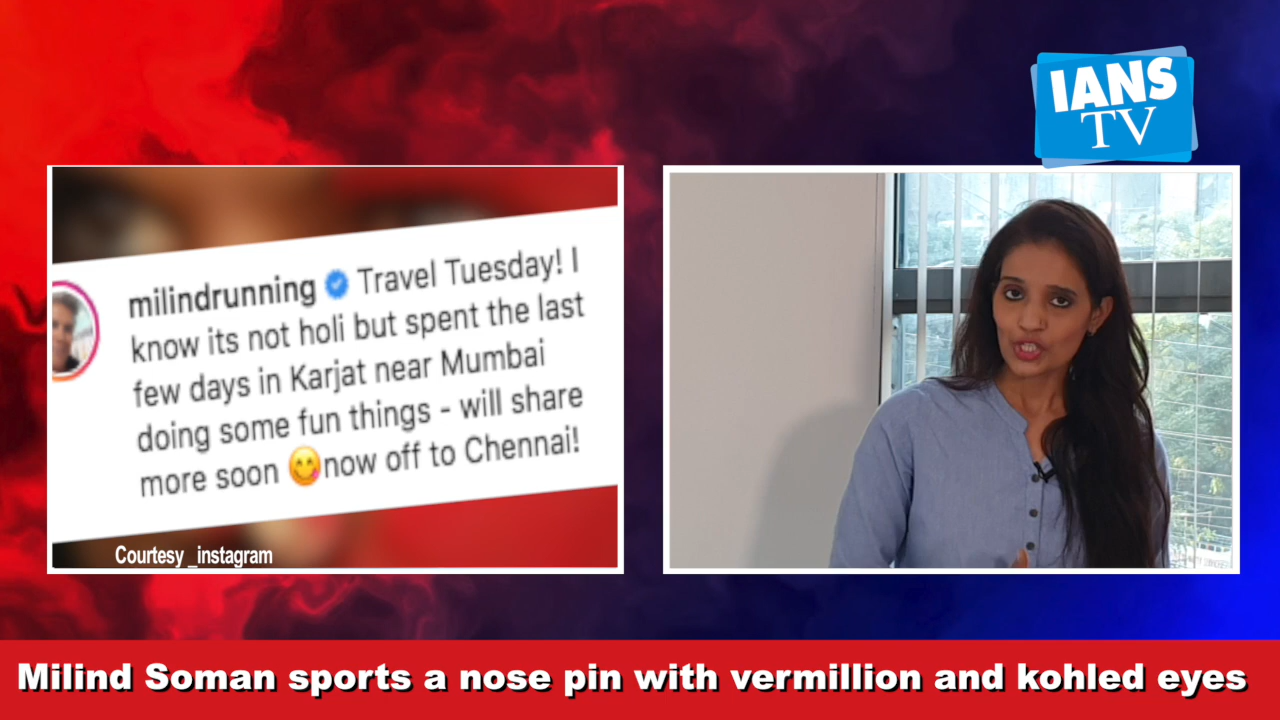 IANS
TV
milindrunning Travel Tuesday! I
know its not holi but spent the last
few days in Karjat near Mumbai
doing some fun things - will share
more soon 😋now off to Chennai!
Courtesy_instagram
Milind Soman sports a nose pin with vermillion and kohled eyes